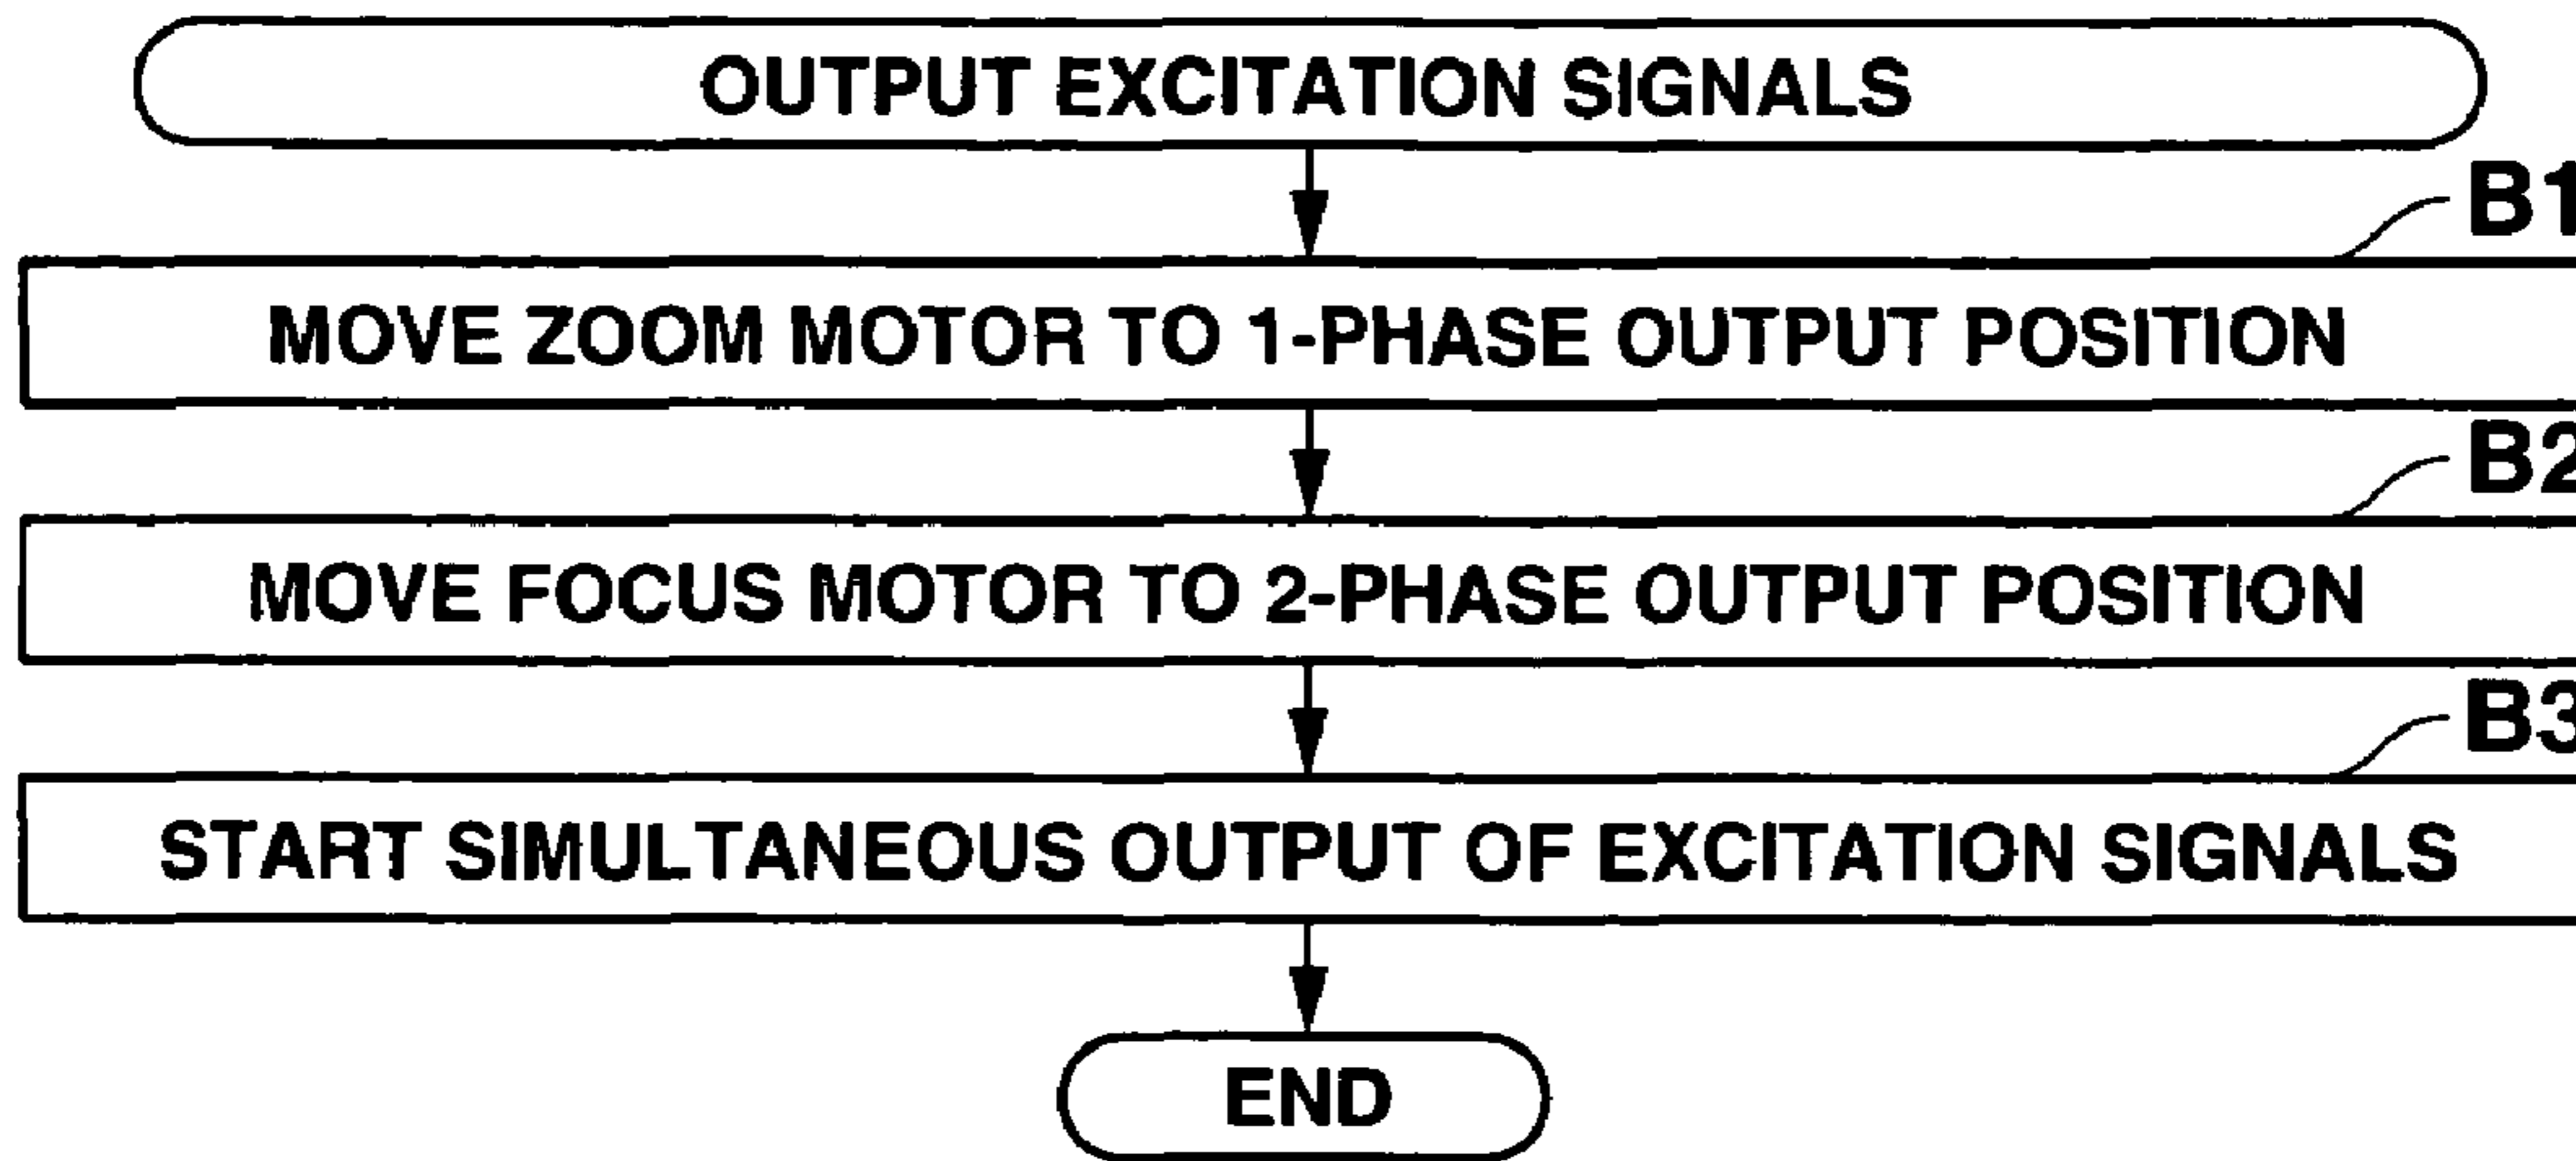 OUTPUT EXCITATION SIGNALS
B1
MOVE ZOOM MOTOR TO 1-PHASE OUTPUT POSITION
B2
MOVE FOCUS MOTOR TO 2-PHASE OUTPUT POSITION
B3
START SIMULTANEOUS OUTPUT OF EXCITATION SIGNALS
END